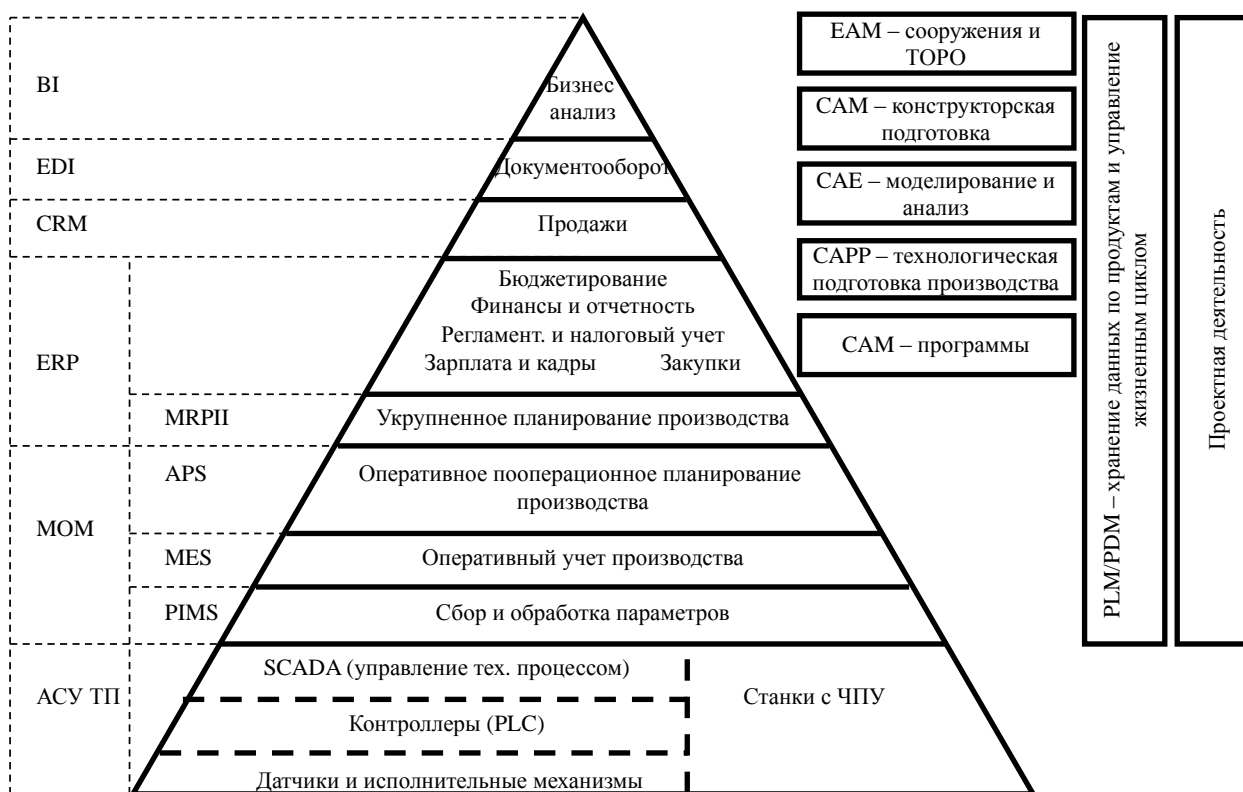 BI
Бизнес
анализ
EDI
Документооборот
CRM
Продажи
ERP
Бюджетирование
Финансы и отчетность
Регламент. и налоговый учет
Зарплата и кадры Закупки
MRPII
Укрупненное планирование производства
MOM
APS
Оперативное пооперационное планирование
производства
MES
Оперативный учет производства
PIMS
Сбор и обработка параметров
АСУ ТП
SCADA (управление тех. процессом)
Контроллеры (PLC)
Датчики и исполнительные механизмы
Станки с ЧПУ
EAM – сооружения и
ТОРО
CAM – конструкторская
подготовка
CAE – моделирование и
анализ
CAPP – технологическая
подготовка производства
CAM – программы
PLM/PDM – хранение данных по продуктам и управление
жизненным циклом
Проектная деятельность